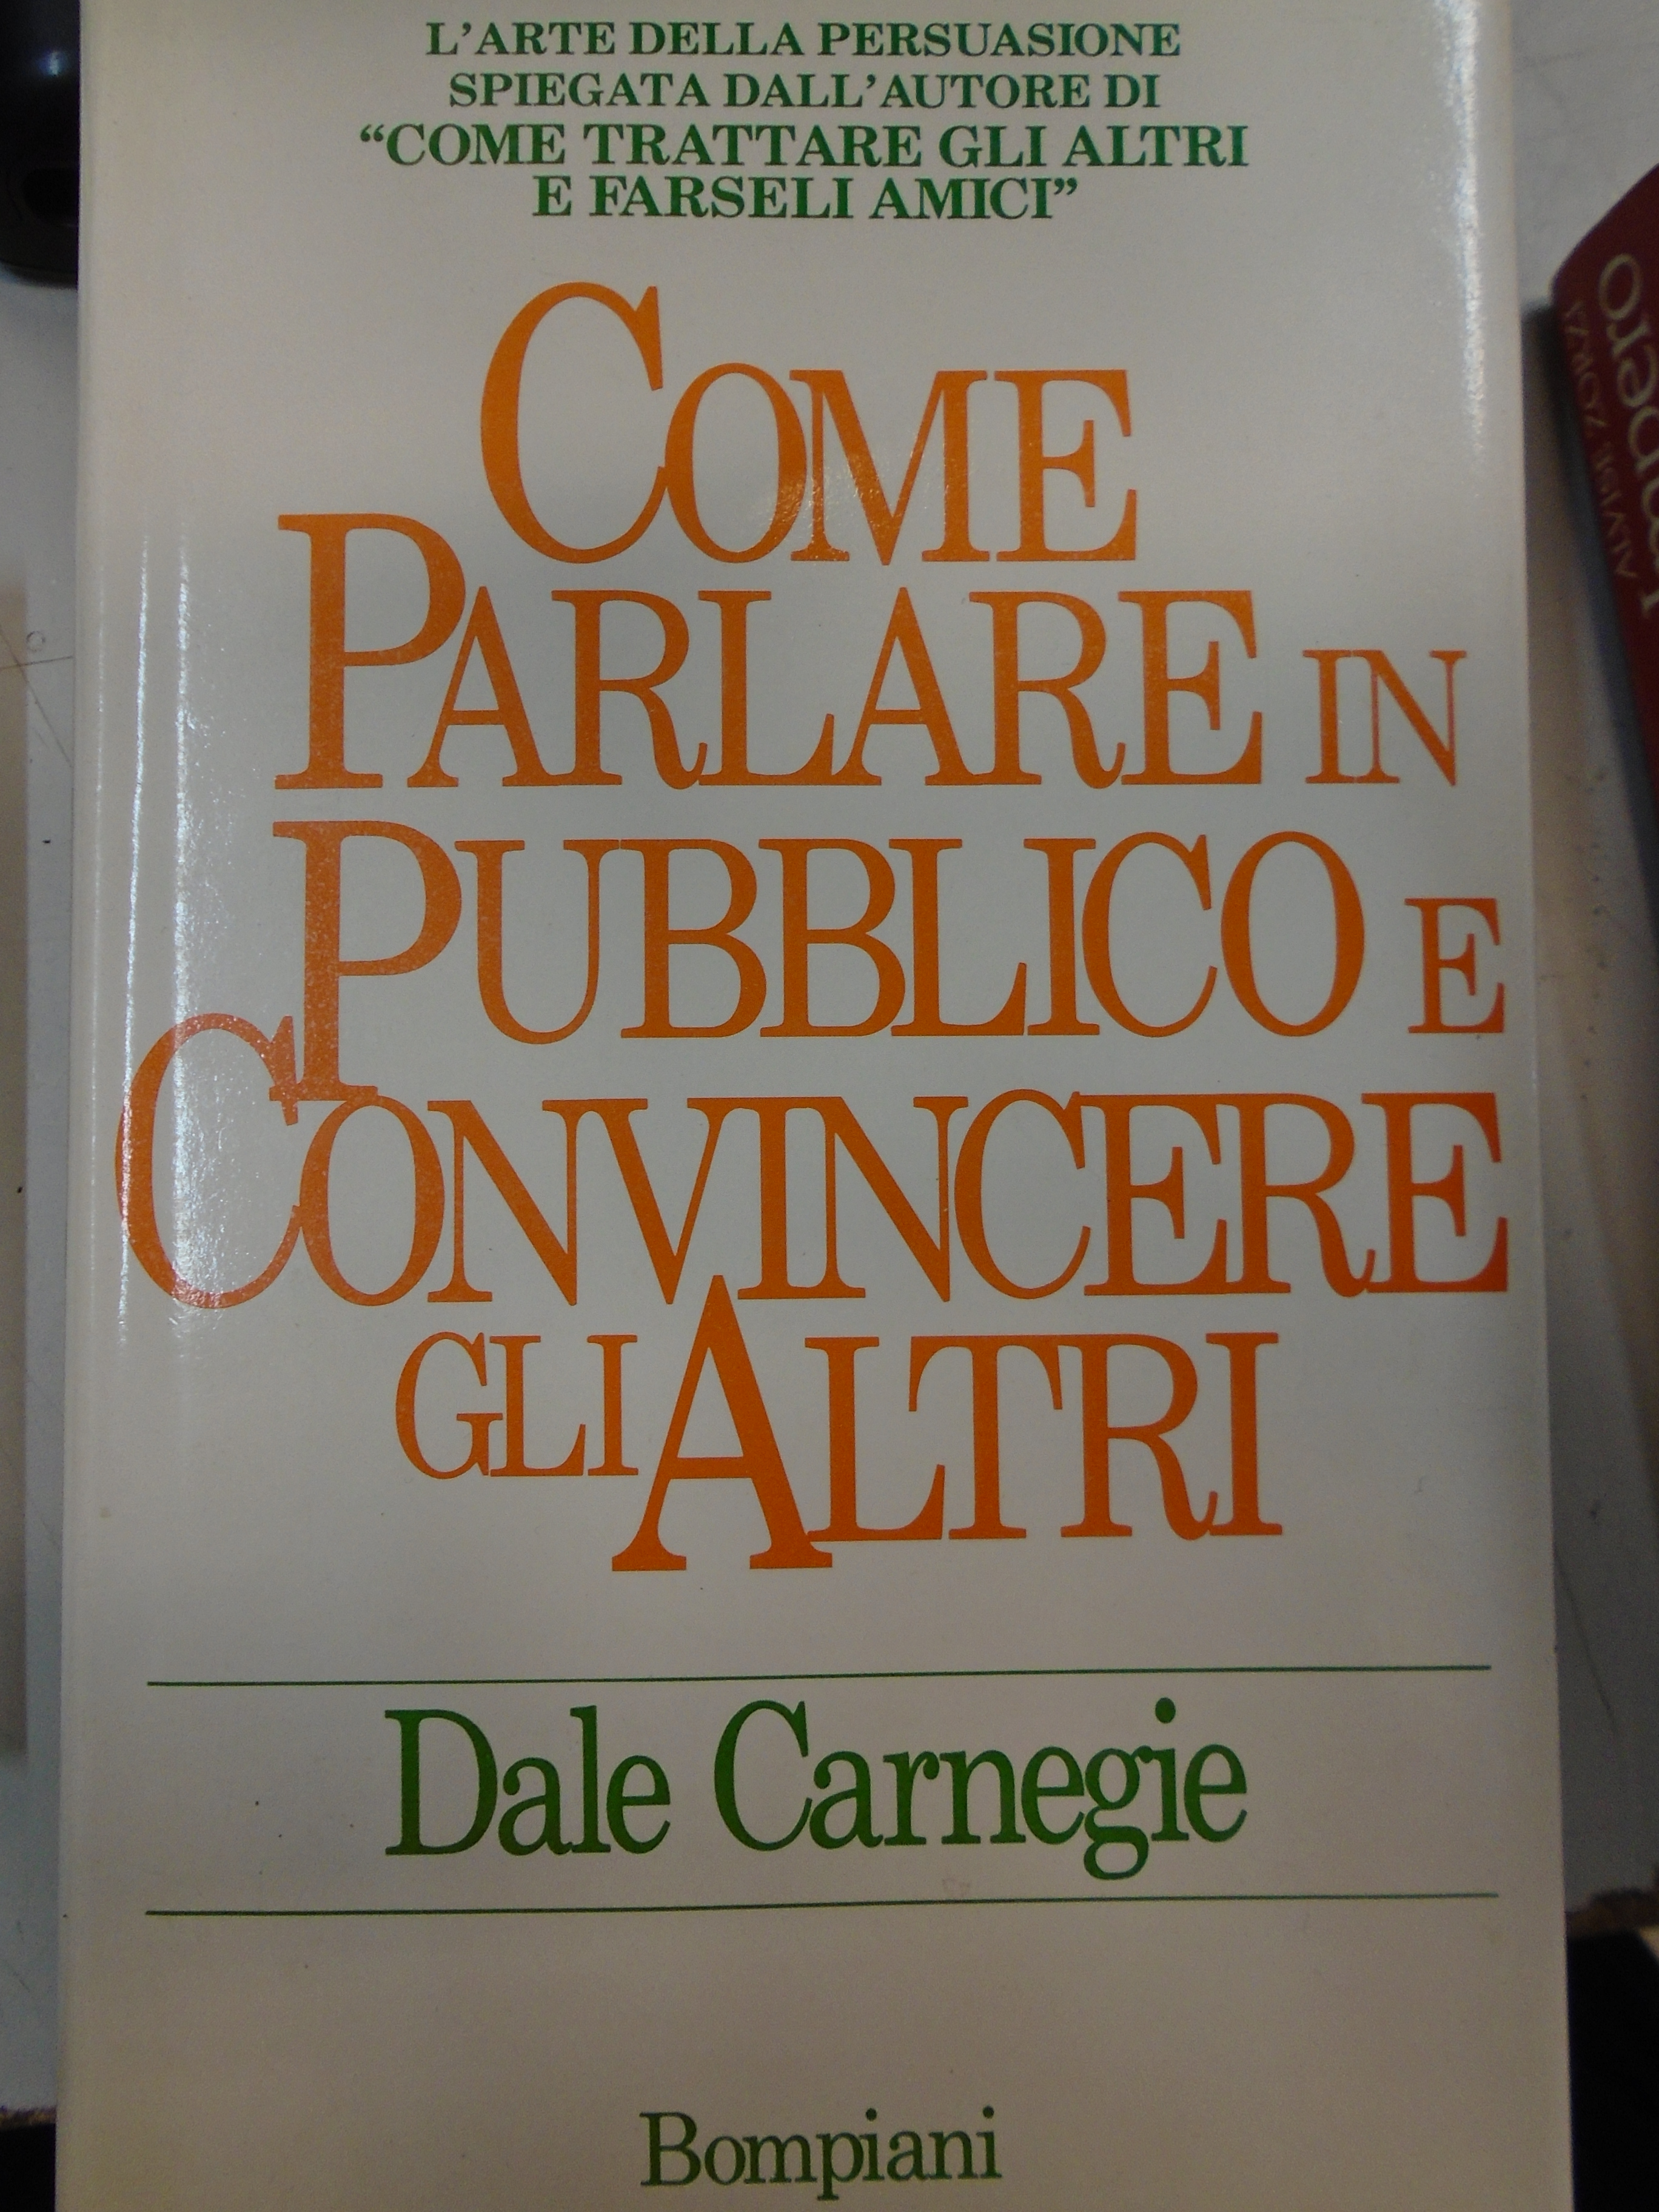 L'ARTE DELLA PERSUASIONE
SPIEGATA DALL'AUTORE DI
“COME TRATTARE GLI ALTRI
E FARSELI AMICI”
COME
PARLARE IN
PUBBLICO E
CONVINCERE
GLI ALTRI
Dale Carnegie
Bompiani